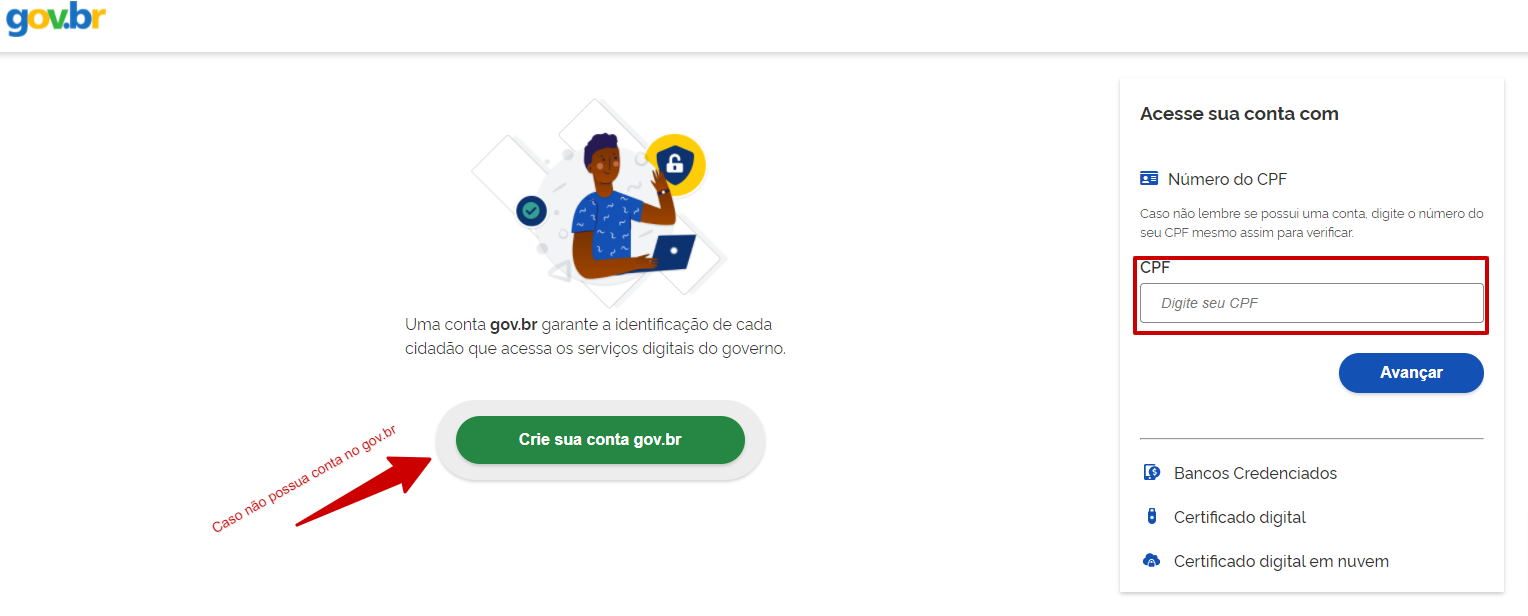 gov.br
Uma conta gov.br garante a identificação de cada
cidadão que acessa os serviços digitais do governo.
Caso não possua conta no gov.br
Crie sua conta gov.br
Acesse sua conta com
Número do CPF
Caso não lembre se possui uma conta, digite o número do
seu CPF mesmo assim para verificar.
CPF
Digite seu CPF
Avançar
Bancos Credenciados
Certificado digital
Certificado digital em nuvem